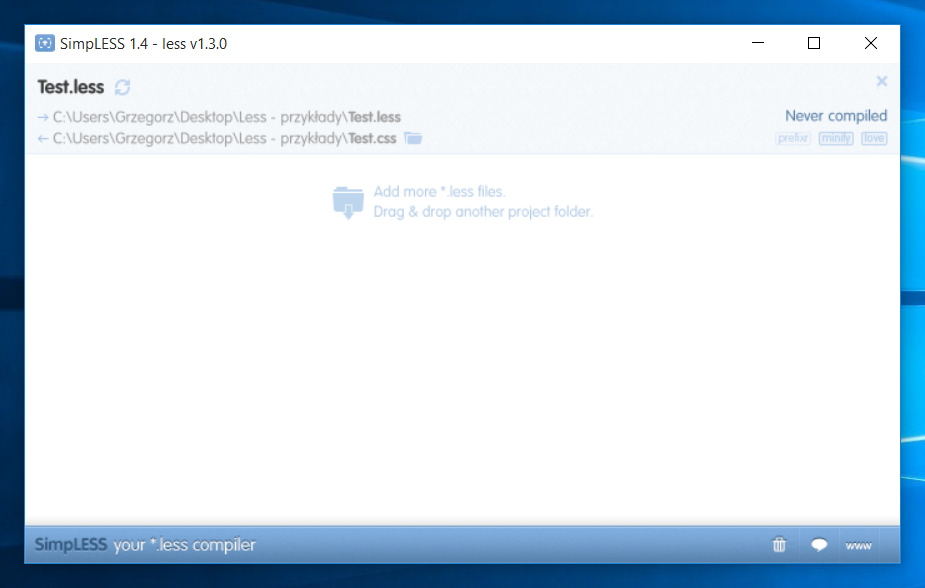 SimpLESS 1.4 - less v1.3.0
Test.less
→ C:\Users\Grzegorz\Desktop\Less - przykłady\Test.less
Never compiled
← C:\Users\Grzegorz\Desktop\Less - przykłady\Test.css
prefixr minify love
Add more *.less files.
Drag & drop another project folder.
SimpLESS your *.less compiler
www